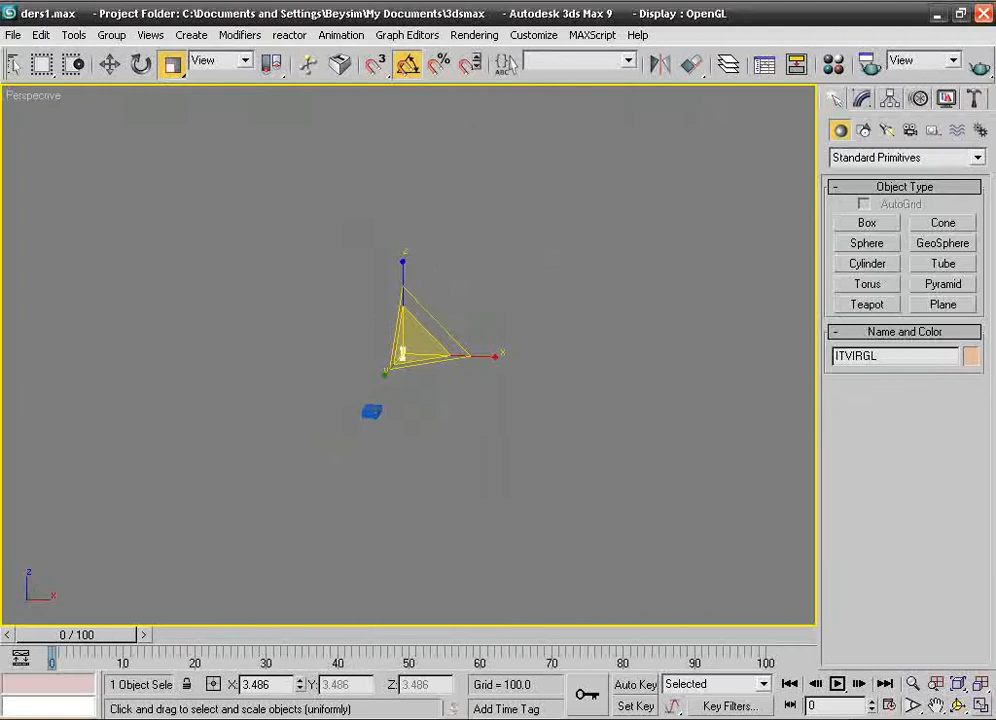 ders1.max - Project Folder: C:\Documents and Settings\Beysim\My Documents\3dsmax - Autodesk 3ds Max 9 - Display : OpenGL
File Edit Tools Group Views Create Modifiers reactor Animation Graph Editors Rendering Customize MAXScript Help
View 3 % ABC View
Perspective
Standard Primitives
- Object Type
AutoGrid
Box Cone
Sphere GeoSphere
Cylinder Tube
Torus Pyramid
Teapot Plane
- Name and Color
ITVIRGL
z
x
y
z
x
< 0 / 100 >
0 10 20 30 40 50 60 70 80 90 100
1 Object Sele X: 3.486 Y: 3.486 Z: 3.486 Grid = 100.0 Auto Key Selected
Click and drag to select and scale objects (uniformly) Add Time Tag Set Key Key Filters... 0